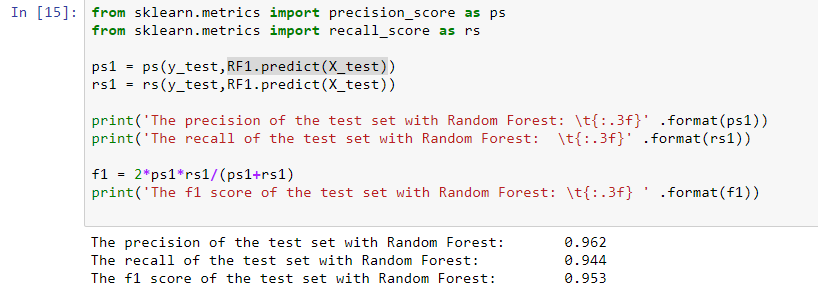 In [15]: from sklearn.metrics import precision_score as ps
from sklearn.metrics import recall_score as rs
ps1 = ps(y_test,RF1.predict(X_test))
rs1 = rs(y_test,RF1.predict(X_test))
print('The precision of the test set with Random Forest: \t{:.3f}' .format(ps1))
print('The recall of the test set with Random Forest:  \t{:.3f}' .format(rs1))
f1 = 2*ps1*rs1/(ps1+rs1)
print('The f1 score of the test set with Random Forest: \t{:.3f} ' .format(f1))
The precision of the test set with Random Forest: 0.962
The recall of the test set with Random Forest: 0.944
The f1 score of the test set with Random Forest: 0.953